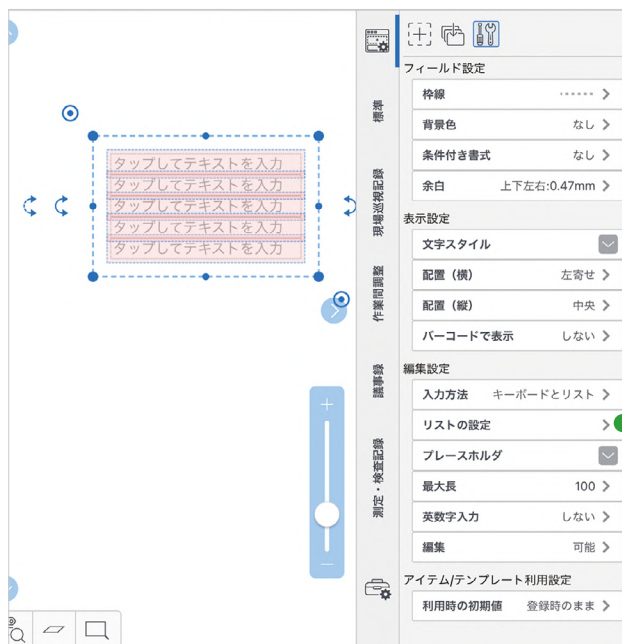 タップしてテキストを入力
タップしてテキストを入力
タップしてテキストを入力
タップしてテキストを入力
タップしてテキストを入力
標準
現場巡視記録
作業間調整
議事録
測定・検査記録
フィールド設定
枠線
背景色 なし
条件付き書式 なし
余白 上下左右:0.47mm
表示設定
文字スタイル
配置（横） 左寄せ
配置（縦） 中央
バーコードで表示 しない
編集設定
入力方法 キーボードとリスト
リストの設定
プレースホルダ
最大長 100
英数字入力 しない
編集 可能
アイテム/テンプレート利用設定
利用時の初期値 登録時のまま